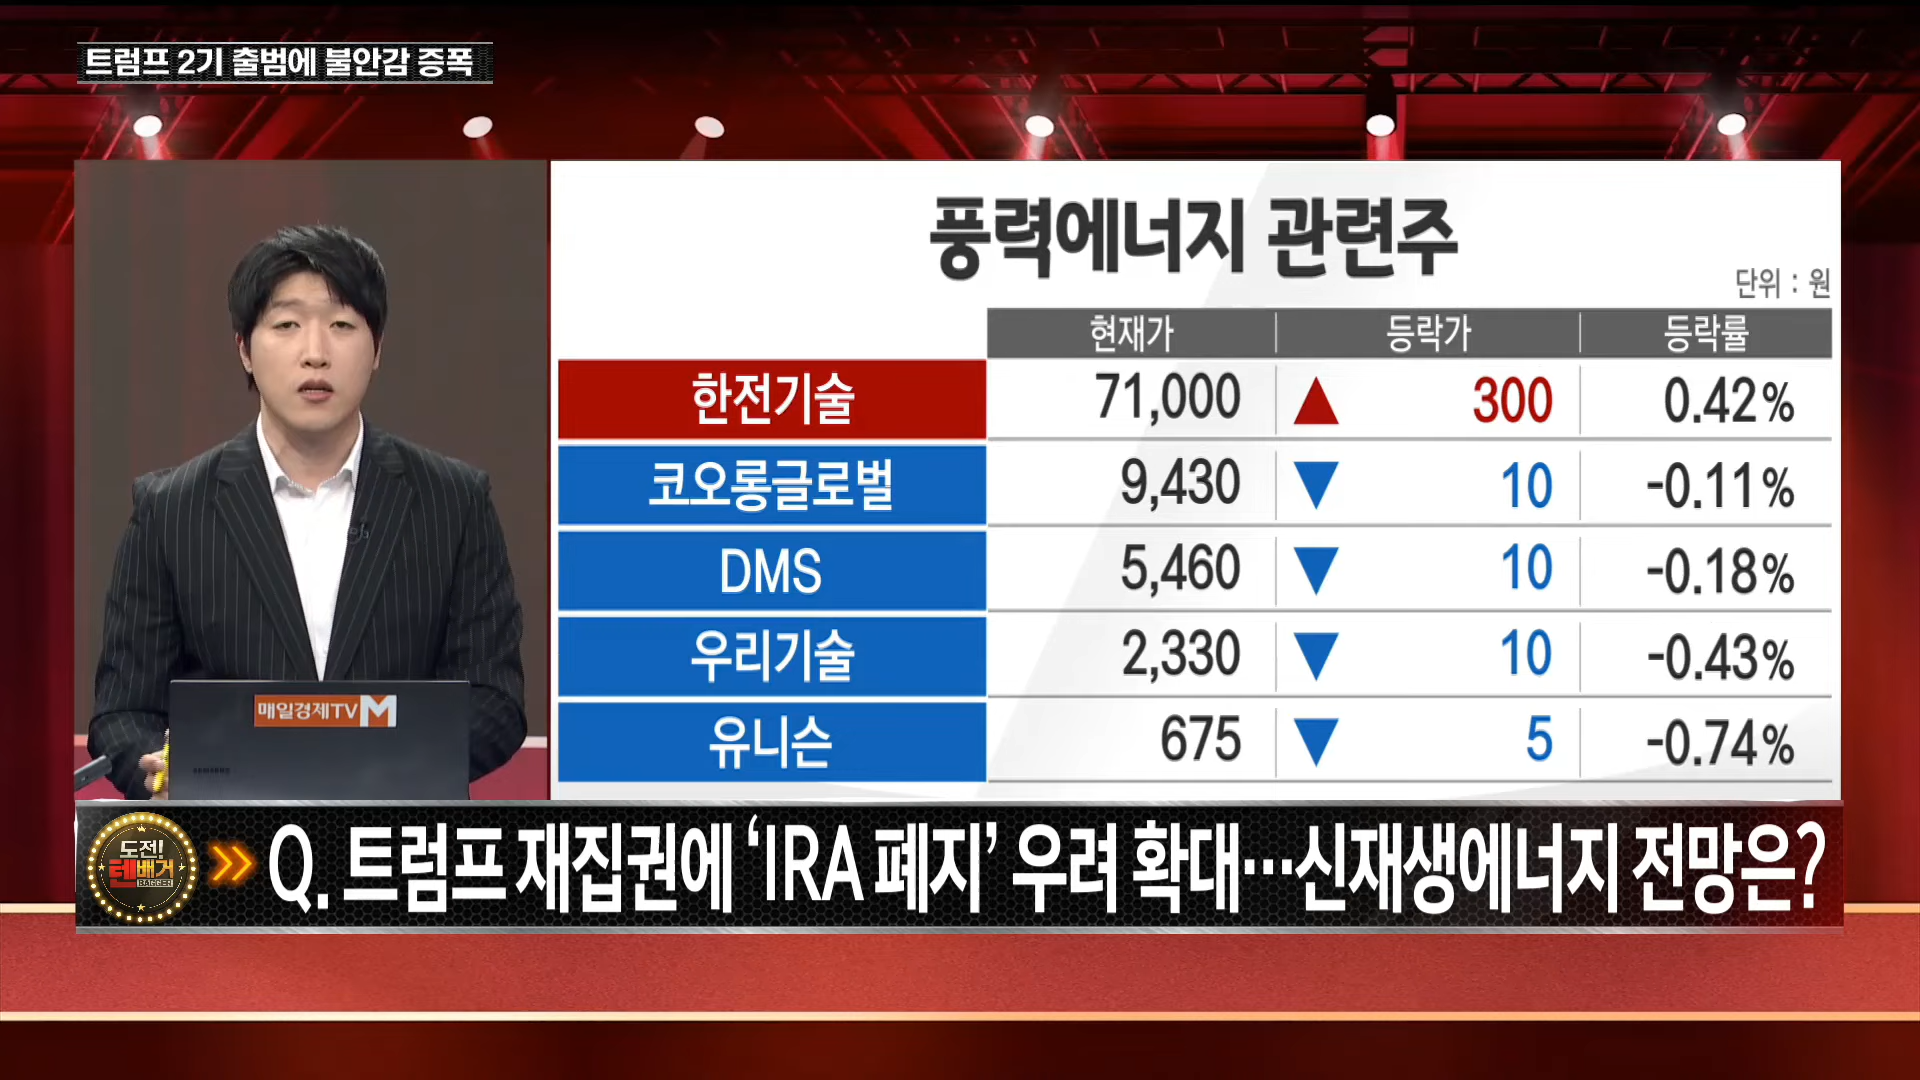 트럼프 2기 출범에 불안감 증폭
풍력에너지 관련주
단위 : 원
현재가 등락가 등락률
한전기술 71,000 ▲ 300 0.42%
코오롱글로벌 9,430 ▼ 10 -0.11%
DMS 5,460 ▼ 10 -0.18%
우리기술 2,330 ▼ 10 -0.43%
유니슨 675 ▼ 5 -0.74%
매일경제TV M
SAMSUNG
도전!
텐배거
BAGGER
Q. 트럼프 재집권에 ‘IRA 폐지’ 우려 확대…신재생에너지 전망은?